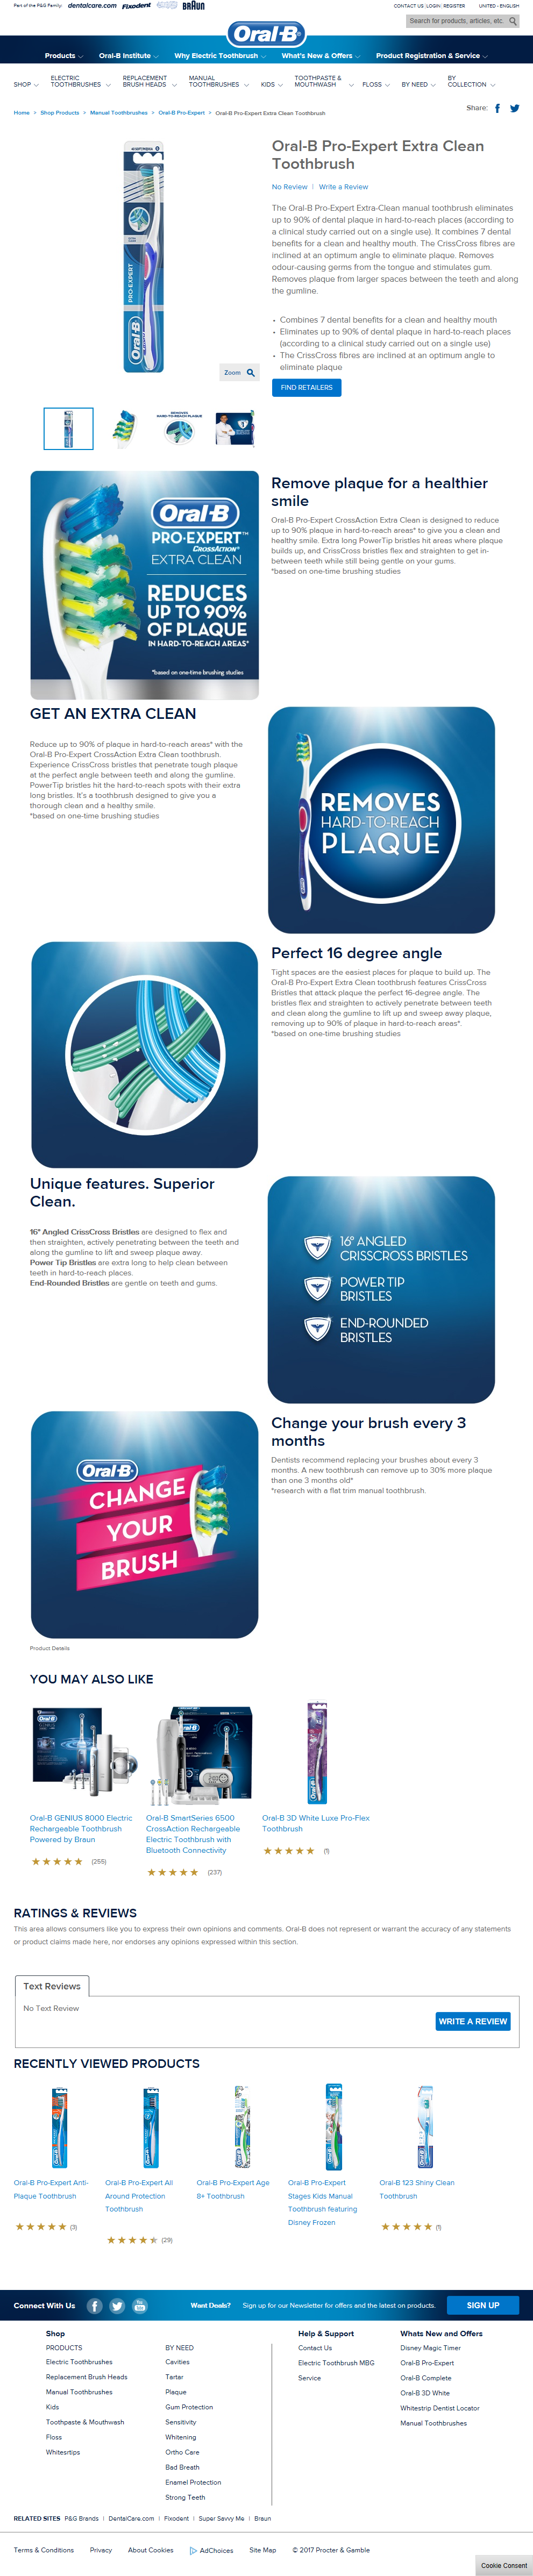 Part of the P&G Family: dentalcare.com Fixodent BRAUN
CONTACT US LOGIN | REGISTER UNITED - ENGLISH
Search for products, articles, etc.
Oral-B
Products Oral-B Institute Why Electric Toothbrush What's New & Offers Product Registration & Service
SHOP ELECTRIC TOOTHBRUSHES REPLACEMENT BRUSH HEADS MANUAL TOOTHBRUSHES KIDS TOOTHPASTE & MOUTHWASH FLOSS BY NEED BY COLLECTION
Home > Shop Products > Manual Toothbrushes > Oral-B Pro-Expert > Oral-B Pro-Expert Extra Clean Toothbrush
Share:
PRO-EXPERT
Oral-B
Zoom
Oral-B Pro-Expert Extra Clean
Toothbrush
No Review | Write a Review
The Oral-B Pro-Expert Extra-Clean manual toothbrush eliminates
up to 90% of dental plaque in hard-to-reach places (according to
a clinical study carried out on a single use). It combines 7 dental
benefits for a clean and healthy mouth. The CrissCross fibres are
inclined at an optimum angle to eliminate plaque. Removes
odour-causing germs from the tongue and stimulates gum.
Removes plaque from larger spaces between the teeth and along
the gumline.
• Combines 7 dental benefits for a clean and healthy mouth
• Eliminates up to 90% of dental plaque in hard-to-reach places
(according to a clinical study carried out on a single use)
• The CrissCross fibres are inclined at an optimum angle to
eliminate plaque
FIND RETAILERS
REMOVES
HARD-TO-REACH PLAQUE
Oral-B
PRO-EXPERT™
CROSSACTION®
EXTRA CLEAN
REDUCES
UP TO 90%
OF PLAQUE
IN HARD-TO-REACH AREAS*
*based on one-time brushing studies
Remove plaque for a healthier
smile
Oral-B Pro-Expert CrossAction Extra Clean is designed to reduce
up to 90% plaque in hard-to-reach areas* to give you a clean and
healthy smile. Extra long PowerTip bristles hit areas where plaque
builds up, and CrissCross bristles flex and straighten to get in-
between teeth while still being gentle on your gums.
*based on one-time brushing studies
GET AN EXTRA CLEAN
Reduce up to 90% of plaque in hard-to-reach areas* with the
Oral-B Pro-Expert CrossAction Extra Clean toothbrush.
Experience CrissCross bristles that penetrate tough plaque
at the perfect angle between teeth and along the gumline.
PowerTip bristles hit the hard-to-reach spots with their extra
long bristles. It's a toothbrush designed to give you a
thorough clean and a healthy smile.
*based on one-time brushing studies
REMOVES
HARD-TO-REACH
PLAQUE
Perfect 16 degree angle
Tight spaces are the easiest places for plaque to build up. The
Oral-B Pro-Expert Extra Clean toothbrush features CrissCross
Bristles that attack plaque the perfect 16-degree angle. The
bristles flex and straighten to actively penetrate between teeth
and clean along the gumline to lift up and sweep away plaque,
removing up to 90% of plaque in hard-to-reach areas*.
*based on one-time brushing studies
Unique features. Superior
Clean.
16° Angled CrissCross Bristles are designed to flex and
then straighten, actively penetrating between the teeth and
along the gumline to lift and sweep plaque away.
Power Tip Bristles are extra long to help clean between
teeth in hard-to-reach places.
End-Rounded Bristles are gentle on teeth and gums.
16° ANGLED
CRISSCROSS BRISTLES
POWER TIP
BRISTLES
END-ROUNDED
BRISTLES
Oral-B
CHANGE
YOUR
BRUSH
Change your brush every 3
months
Dentists recommend replacing your brushes about every 3
months. A new toothbrush can remove up to 30% more plaque
than one 3 months old*
*research with a flat trim manual toothbrush.
Product Details
YOU MAY ALSO LIKE
Oral-B GENIUS 8000 Electric
Rechargeable Toothbrush
Powered by Braun
(255)
Oral-B SmartSeries 6500
CrossAction Rechargeable
Electric Toothbrush with
Bluetooth Connectivity
(237)
Oral-B 3D White Luxe Pro-Flex
Toothbrush
(1)
RATINGS & REVIEWS
This area allows consumers like you to express their own opinions and comments. Oral-B does not represent or warrant the accuracy of any statements
or product claims made here, nor endorses any opinions expressed within this section.
Text Reviews
No Text Review
WRITE A REVIEW
RECENTLY VIEWED PRODUCTS
Oral-B Pro-Expert Anti-
Plaque Toothbrush
(3)
Oral-B Pro-Expert All
Around Protection
Toothbrush
(29)
Oral-B Pro-Expert Age
8+ Toothbrush
Oral-B Pro-Expert
Stages Kids Manual
Toothbrush featuring
Disney Frozen
Oral-B 123 Shiny Clean
Toothbrush
(1)
Connect With Us Want Deals? Sign up for our Newsletter for offers and the latest on products. SIGN UP
Shop
PRODUCTS
Electric Toothbrushes
Replacement Brush Heads
Manual Toothbrushes
Kids
Toothpaste & Mouthwash
Floss
Whitesrtips
BY NEED
Cavities
Tartar
Plaque
Gum Protection
Sensitivity
Whitening
Ortho Care
Bad Breath
Enamel Protection
Strong Teeth
Help & Support
Contact Us
Electric Toothbrush MBG
Service
Whats New and Offers
Disney Magic Timer
Oral-B Pro-Expert
Oral-B Complete
Oral-B 3D White
Whitestrip Dentist Locator
Manual Toothbrushes
RELATED SITES P&G Brands | DentalCare.com | Fixodent | Super Savvy Me | Braun
Terms & Conditions Privacy About Cookies AdChoices Site Map © 2017 Procter & Gamble
Cookie Consent